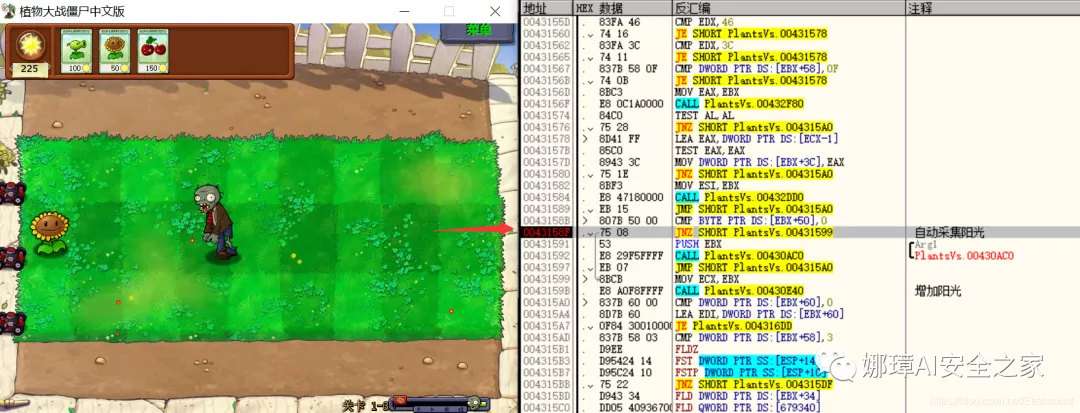 植物大战僵尸中文版
菜单
225
100
50
150
关卡 1-8
地址 HEX 数据 反汇编 注释
0043155D . 83FA 46 CMP EDX,46
00431560 . 74 16 JE SHORT PlantsVs.00431578
00431562 . 83FA 3C CMP EDX,3C
00431565 . 74 11 JE SHORT PlantsVs.00431578
00431567 . 837B 58 0F CMP DWORD PTR DS:[EBX+58],0F
0043156B . 74 0B JE SHORT PlantsVs.00431578
0043156D . 8BC3 MOV EAX,EBX
0043156F . E8 0C1A0000 CALL PlantsVs.00432F80
00431574 . 84C0 TEST AL,AL
00431576 . 75 28 JNZ SHORT PlantsVs.004315A0
00431578 > 8D41 FF LEA EAX,DWORD PTR DS:[ECX-1]
0043157B . 85C0 TEST EAX,EAX
0043157D . 8943 3C MOV DWORD PTR DS:[EBX+3C],EAX
00431580 . 75 1E JNZ SHORT PlantsVs.004315A0
00431582 . 8BF3 MOV ESI,EBX
00431584 . E8 47180000 CALL PlantsVs.00432DD0
00431589 . EB 15 JMP SHORT PlantsVs.004315A0
0043158B > 807B 50 00 CMP BYTE PTR DS:[EBX+50],0
0043158F . 75 08 JNZ SHORT PlantsVs.00431599 自动采集阳光
00431591 . 53 PUSH EBX Arg1
00431592 . E8 29F5FFFF CALL PlantsVs.00430AC0 PlantsVs.00430AC0
00431597 . EB 07 JMP SHORT PlantsVs.004315A0
00431599 > 8BCB MOV ECX,EBX
0043159B . E8 A0F8FFFF CALL PlantsVs.00430E40 增加阳光
004315A0 > 837B 60 00 CMP DWORD PTR DS:[EBX+60],0
004315A4 . 8D7B 60 LEA EDI,DWORD PTR DS:[EBX+60]
004315A7 . 0F84 30010000 JE PlantsVs.004316DD
004315AD . 837B 58 03 CMP DWORD PTR DS:[EBX+58],3
004315B1 . D9EE FLDZ
004315B3 . D95424 14 FST DWORD PTR SS:[ESP+14]
004315B7 . D95C24 10 FSTP DWORD PTR SS:[ESP+10]
004315BB . 75 22 JNZ SHORT PlantsVs.004315DF
004315BD . D943 34 FLD DWORD PTR DS:[EBX+34]
004315C0 . DD05 40936700 FLD QWORD PTR DS:[679340]
娜璋AI安全之家